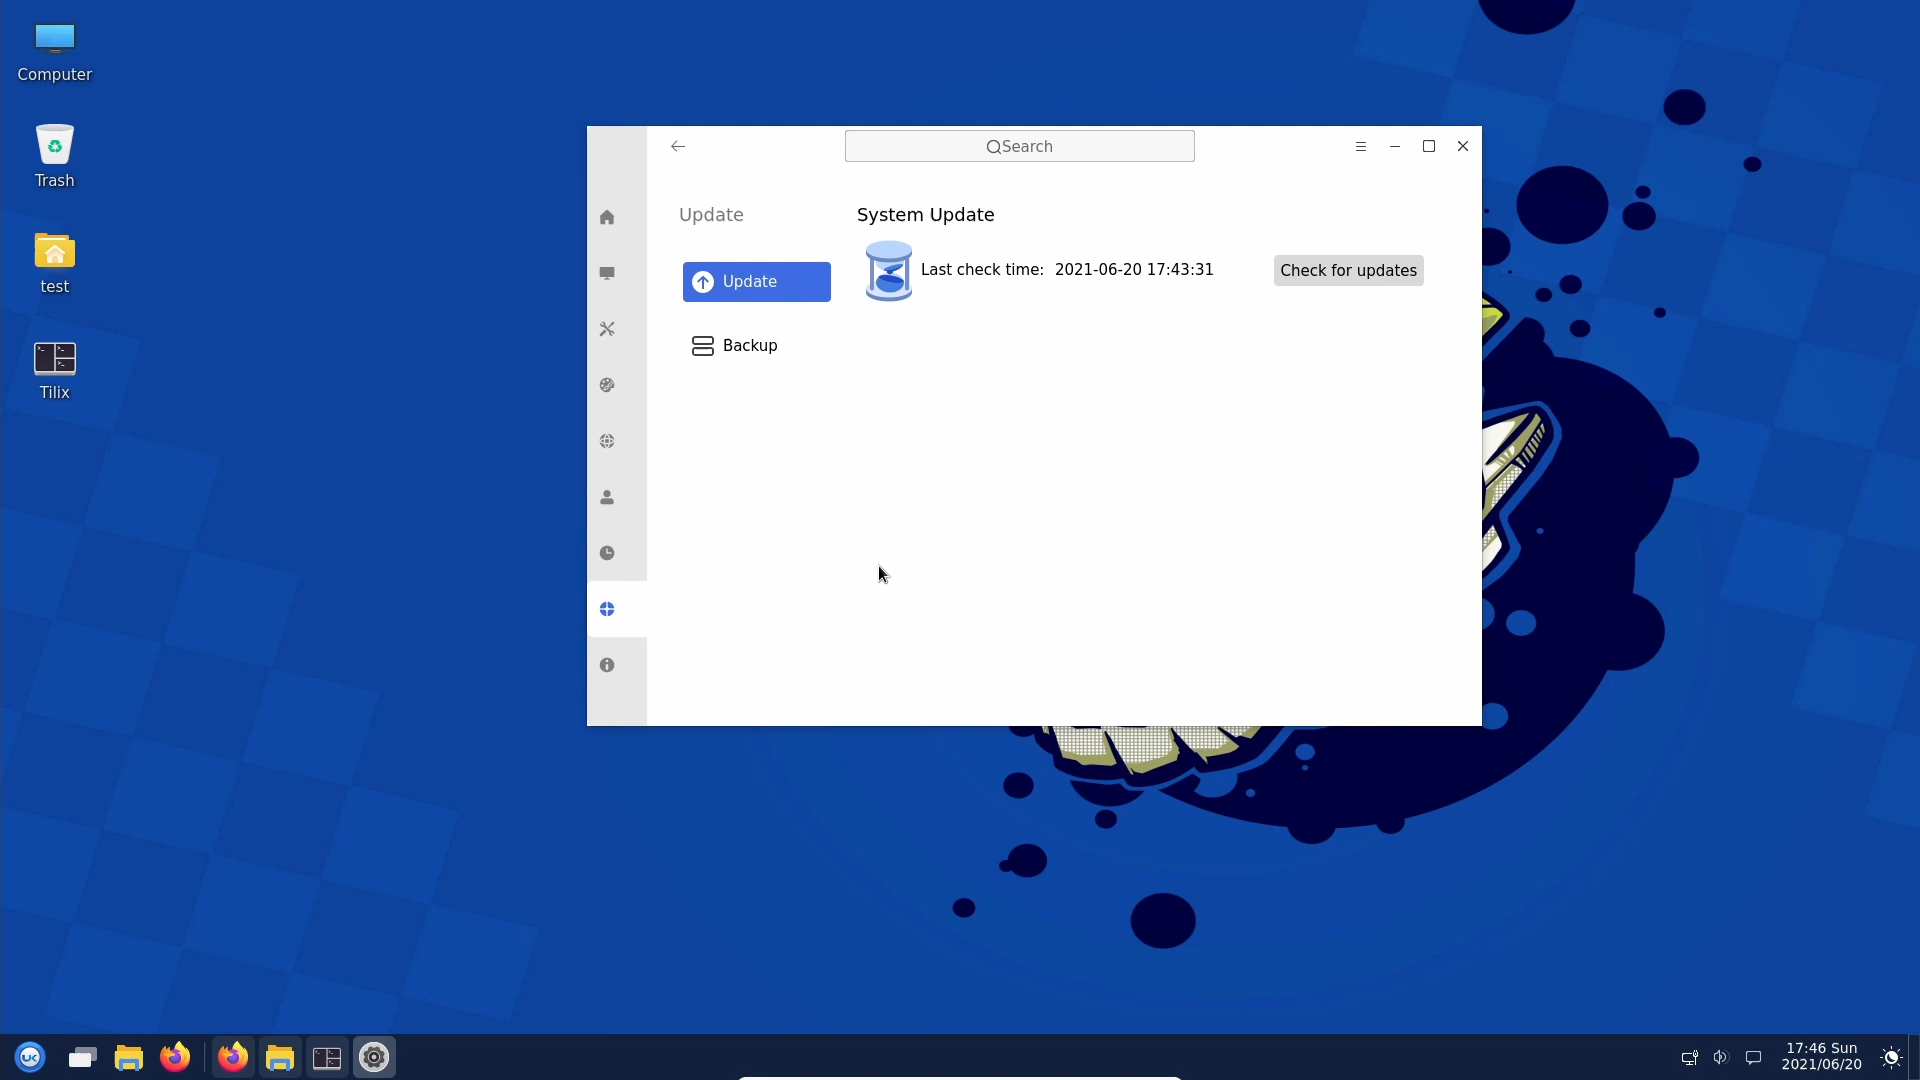 Computer
Trash
test
Tilix
Search
Update
System Update
Update
Last check time: 2021-06-20 17:43:31
Check for updates
Backup
17:46 Sun
2021/06/20